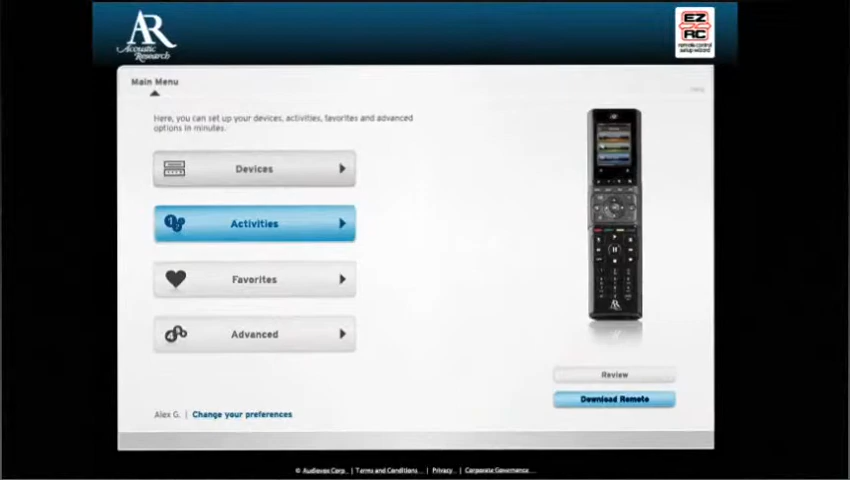 AR
Acoustic
Research
EZ
RC
remote control
setup wizard
Main Menu
Help
Here, you can set up your devices, activities, favorites and advanced
options in minutes.
Devices
Activities
Favorites
Advanced
AR
Review
Download Remote
Alex G. | Change your preferences
© Audiovox Corp. | Terms and Conditions | Privacy | Corporate Governance